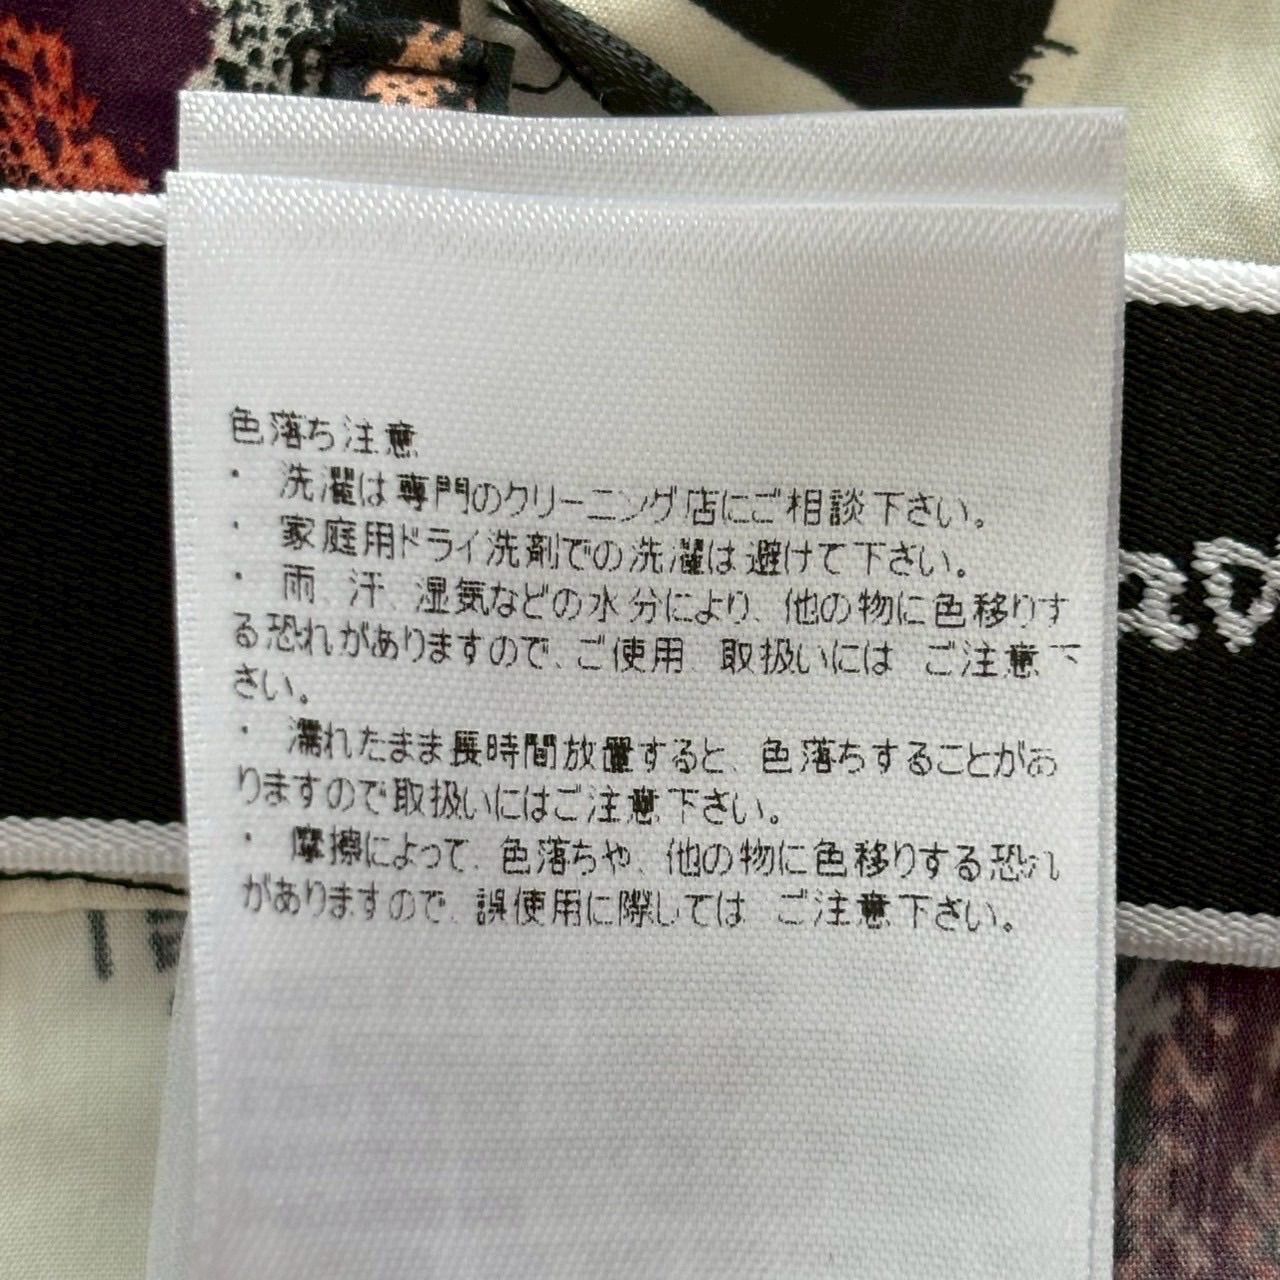 色落ち注意
・ 洗濯は専門のクリーニング店にご相談下さい。
・ 家庭用ドライ洗剤での洗濯は避けて下さい。
・ 雨、汗、湿気などの水分により、他の物に色移りす
る恐れがありますので、ご使用、取扱いには ご注意下
さい。
・ 濡れたまま長時間放置すると、色落ちすることがあ
りますので取扱いにはご注意下さい。
・ 摩擦によって、色落ちや、他の物に色移りする恐れ
がありますので、誤使用に際しては ご注意下さい。